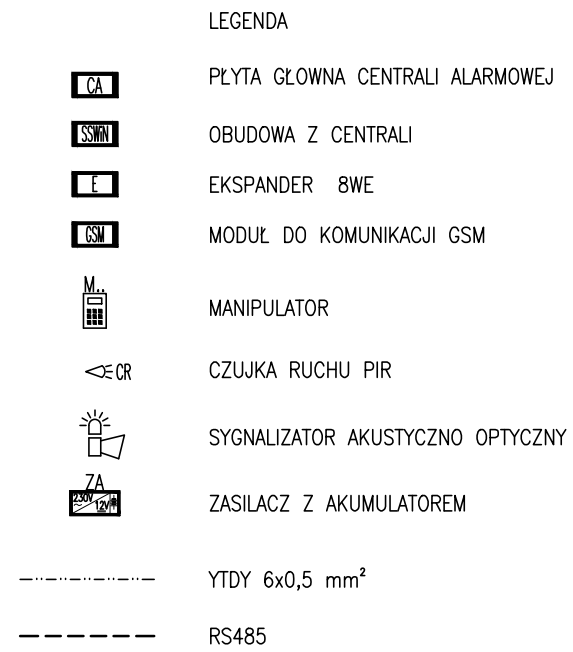 LEGENDA
CA PŁYTA GŁOWNA CENTRALI ALARMOWEJ
SSWiN OBUDOWA Z CENTRALI
E EKSPANDER 8WE
GSM MODUŁ DO KOMUNIKACJI GSM
M.. MANIPULATOR
CR CZUJKA RUCHU PIR
SYGNALIZATOR AKUSTYCZNO OPTYCZNY
ZA
230V 12V ZASILACZ Z AKUMULATOREM
YTDY 6x0,5 mm²
RS485